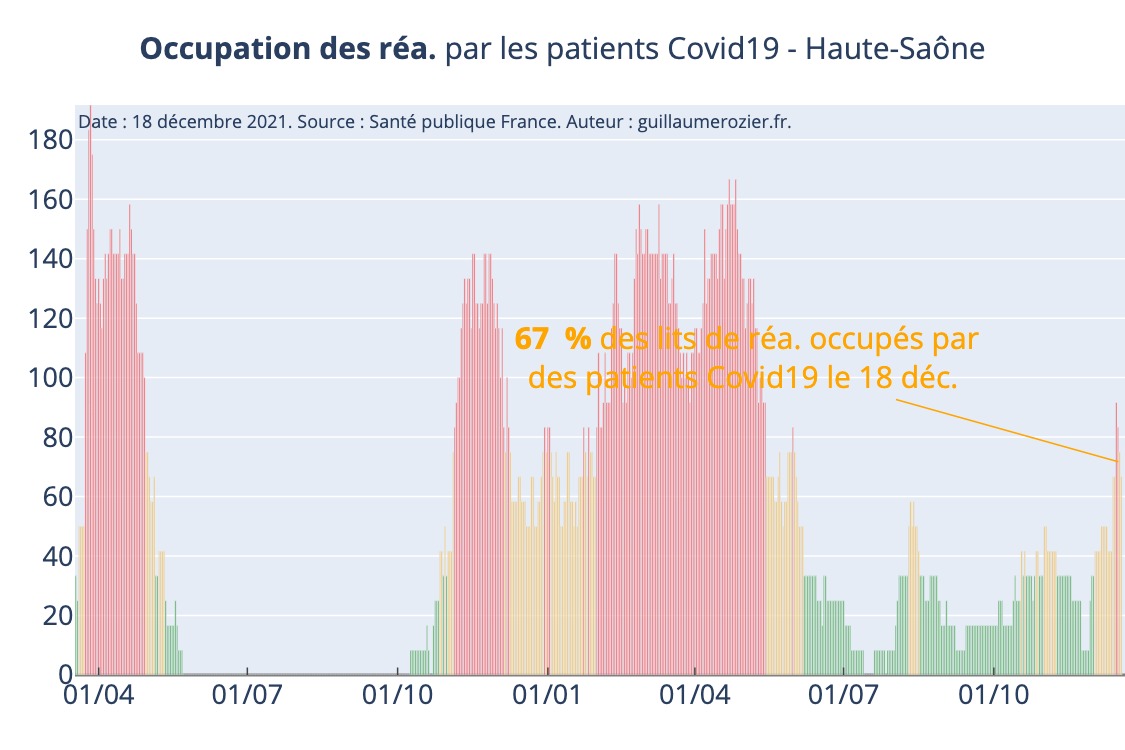 Occupation des réa. par les patients Covid19 - Haute-Saône
Date : 18 décembre 2021. Source : Santé publique France. Auteur : guillaumerozier.fr.
180
160
140
120
100
80
60
40
20
0
67 % des lits de réa. occupés par
des patients Covid19 le 18 déc.
01/04 01/07 01/10 01/01 01/04 01/07 01/10